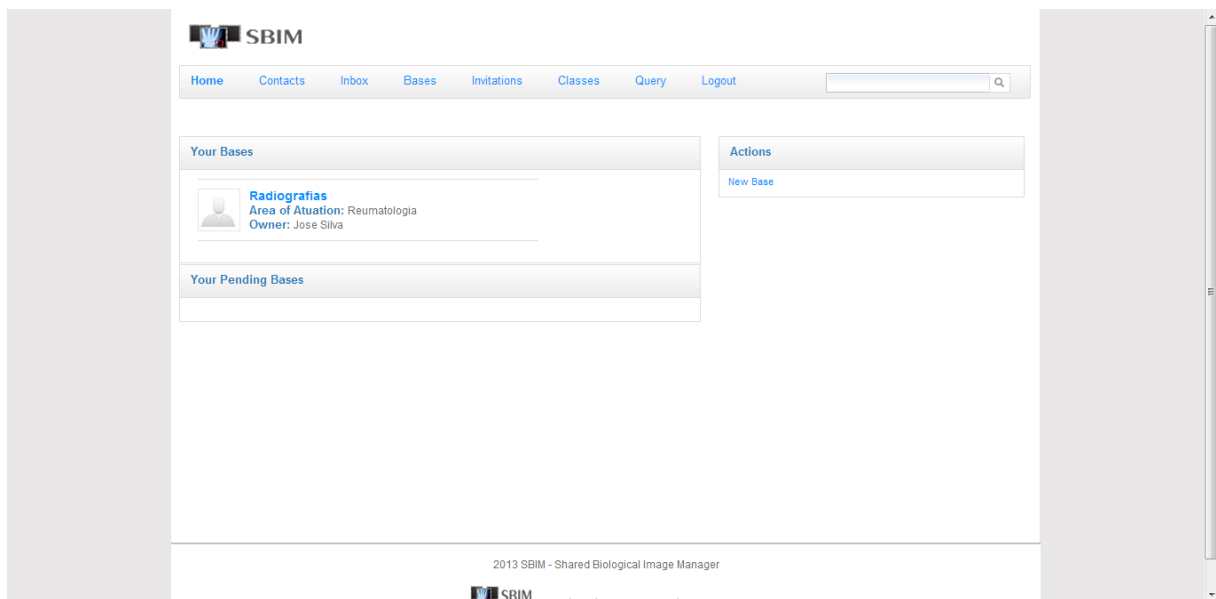 SBIM
Home Contacts Inbox Bases Invitations Classes Query Logout
Your Bases
Radiografias
Area of Atuation: Reumatologia
Owner: Jose Silva
Your Pending Bases
Actions
New Base
2013 SBIM - Shared Biological Image Manager
SBIM